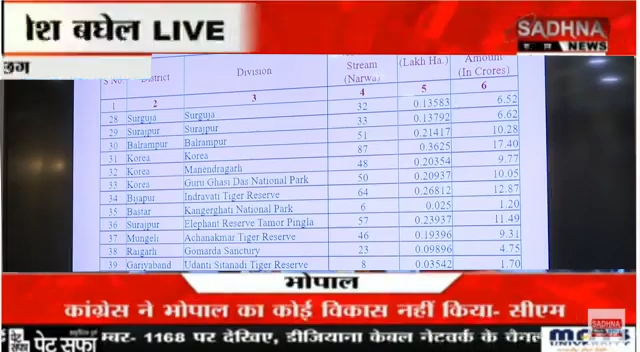 ेश बघेल LIVE
SADHNA
NEWS
S No. District Division Stream (Narwa) (Lakh Ha.) Amount (In Crores)
1 2 3 4 5 6
28 Surguja Surguja 32 0.13583 6.52
29 Surajpur Surajpur 33 0.13792 6.62
30 Balrampur Balrampur 51 0.21417 10.28
31 Korea Korea 87 0.3625 17.40
32 Korea Manendragarh 48 0.20354 9.77
33 Korea Guru Ghasi Das National Park 50 0.20937 10.05
34 Bijapur Indravati Tiger Reserve 64 0.26812 12.87
35 Bastar Kangerghati National Park 6 0.025 1.20
36 Surajpur Elephant Reserve Tamor Pingla 57 0.23937 11.49
37 Mungeli Achanakmar Tiger Reserve 46 0.19396 9.31
38 Raigarh Gomarda Sanctury 23 0.09896 4.75
39 Gariyaband Udanti Sitanadi Tiger Reserve 8 0.03542 1.70
भोपाल
कांग्रेस ने भोपाल का कोई विकास नहीं किया- सीएम
SADHNA
पेट सफा म्बर- 1168 पर देखिए, डीजियाना केबल नेटवर्क के चैनल
UNIVERSITY